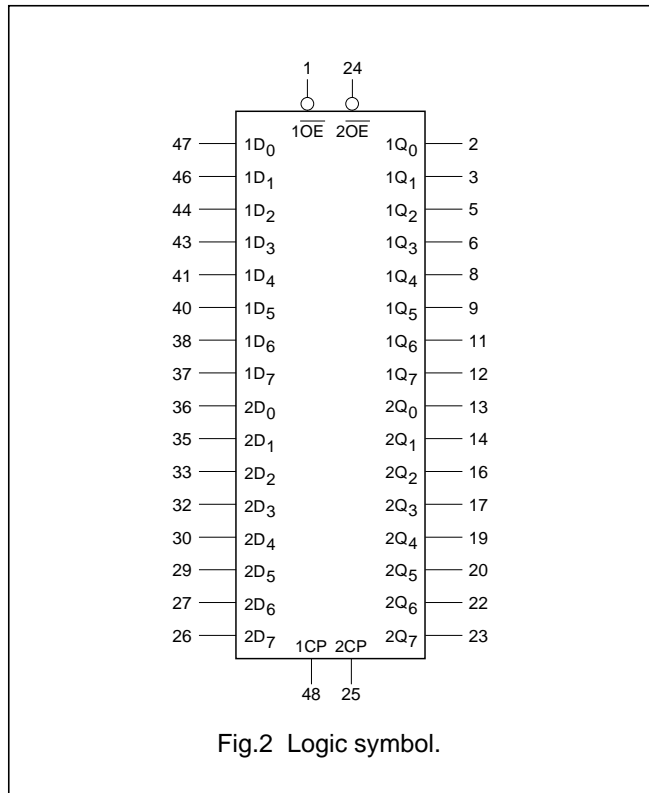 1 24
1OE 2OE
47 1D0 1Q0 2
46 1D1 1Q1 3
44 1D2 1Q2 5
43 1D3 1Q3 6
41 1D4 1Q4 8
40 1D5 1Q5 9
38 1D6 1Q6 11
37 1D7 1Q7 12
36 2D0 2Q0 13
35 2D1 2Q1 14
33 2D2 2Q2 16
32 2D3 2Q3 17
30 2D4 2Q4 19
29 2D5 2Q5 20
27 2D6 2Q6 22
26 2D7 2Q7 23
1CP 2CP
48 25
Fig.2 Logic symbol.